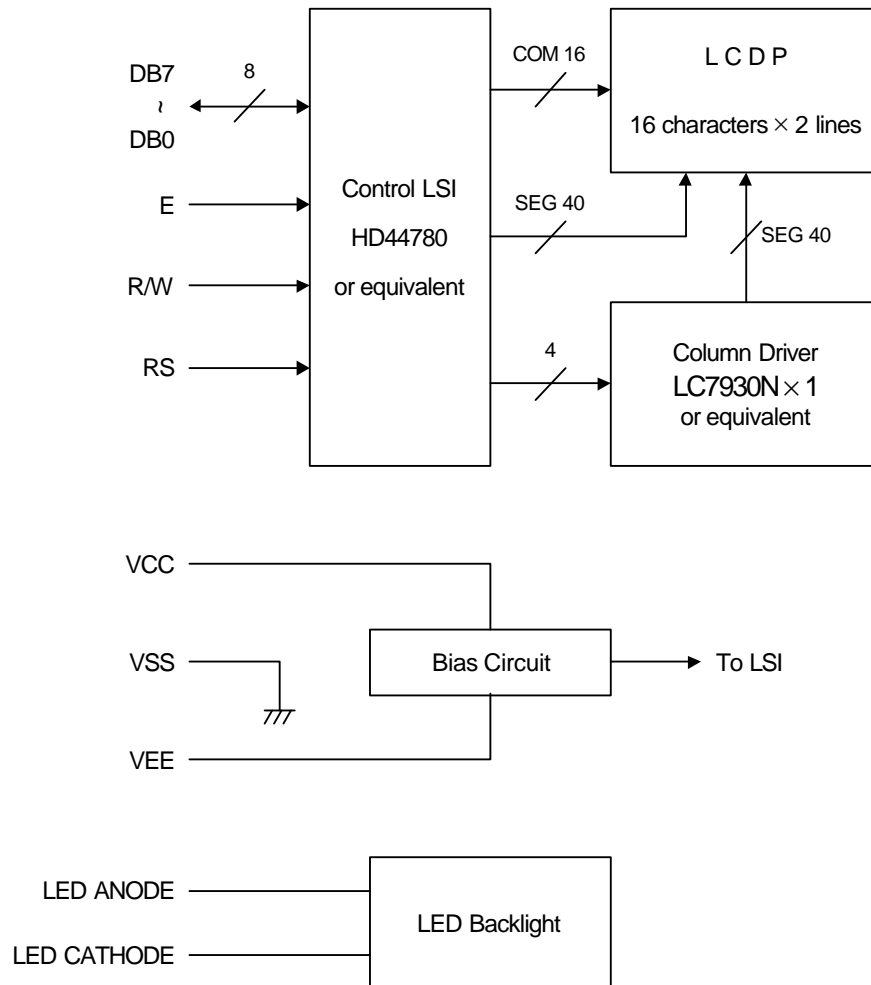 DB7
~
DB0
8
E
R/W
RS
Control LSI
HD44780
or equivalent
COM 16
SEG 40
4
L C D P
16 characters × 2 lines
SEG 40
Column Driver
LC7930N × 1
or equivalent
VCC
VSS
VEE
Bias Circuit
To LSI
LED ANODE
LED CATHODE
LED Backlight